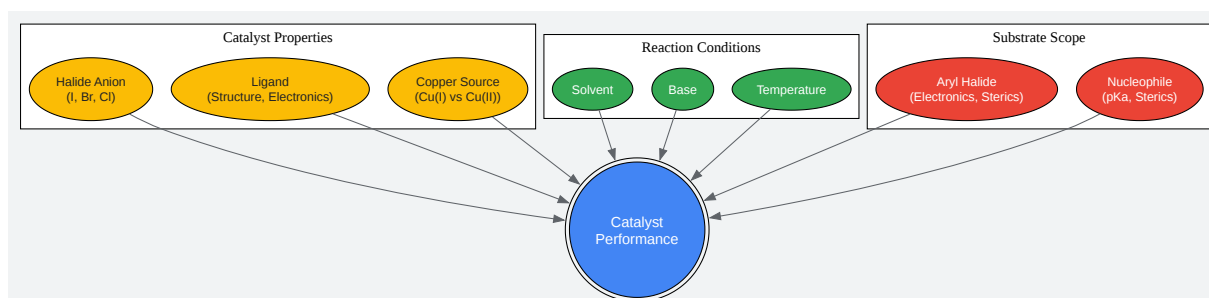 Catalyst Properties
Halide Anion
(I, Br, Cl)
Ligand
(Structure, Electronics)
Copper Source
(Cu(I) vs Cu(II))
Reaction Conditions
Solvent
Base
Temperature
Substrate Scope
Aryl Halide
(Electronics, Sterics)
Nucleophile
(pKa, Sterics)
Catalyst
Performance